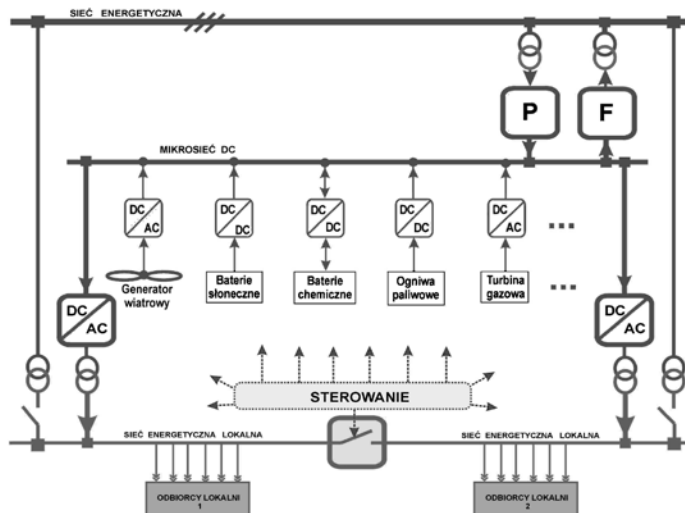 SIEĆ ENERGETYCZNA
P
F
MIKROSIEĆ DC
DC
AC
DC
DC
DC
DC
DC
DC
DC
AC
Generator
wiatrowy
Baterie
słoneczne
Baterie
chemiczne
Ogniwa
paliwowe
Turbina
gazowa
DC
AC
DC
AC
STEROWANIE
SIEĆ ENERGETYCZNA LOKALNA
SIEĆ ENERGETYCZNA LOKALNA
ODBIORCY LOKALNI
1
ODBIORCY LOKALNI
2